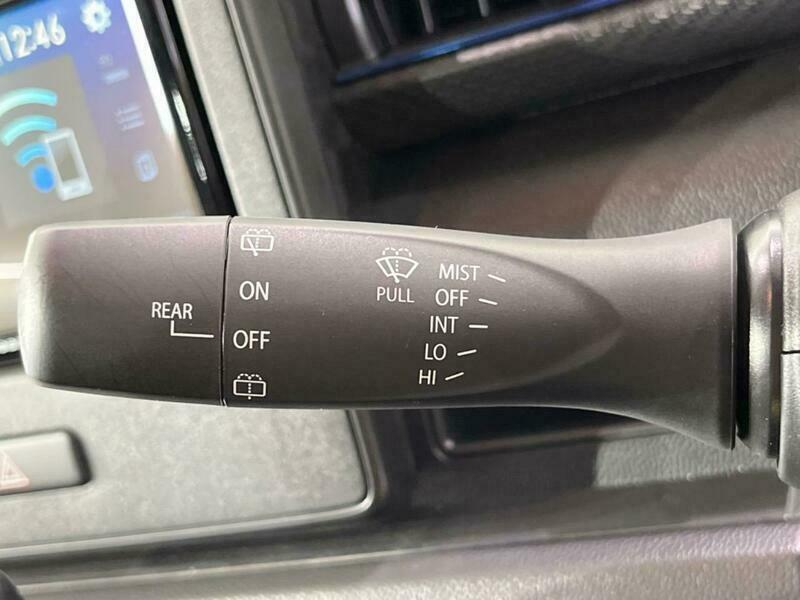 12:46
REAR
ON
OFF
PULL
MIST
OFF
INT
LO
HI